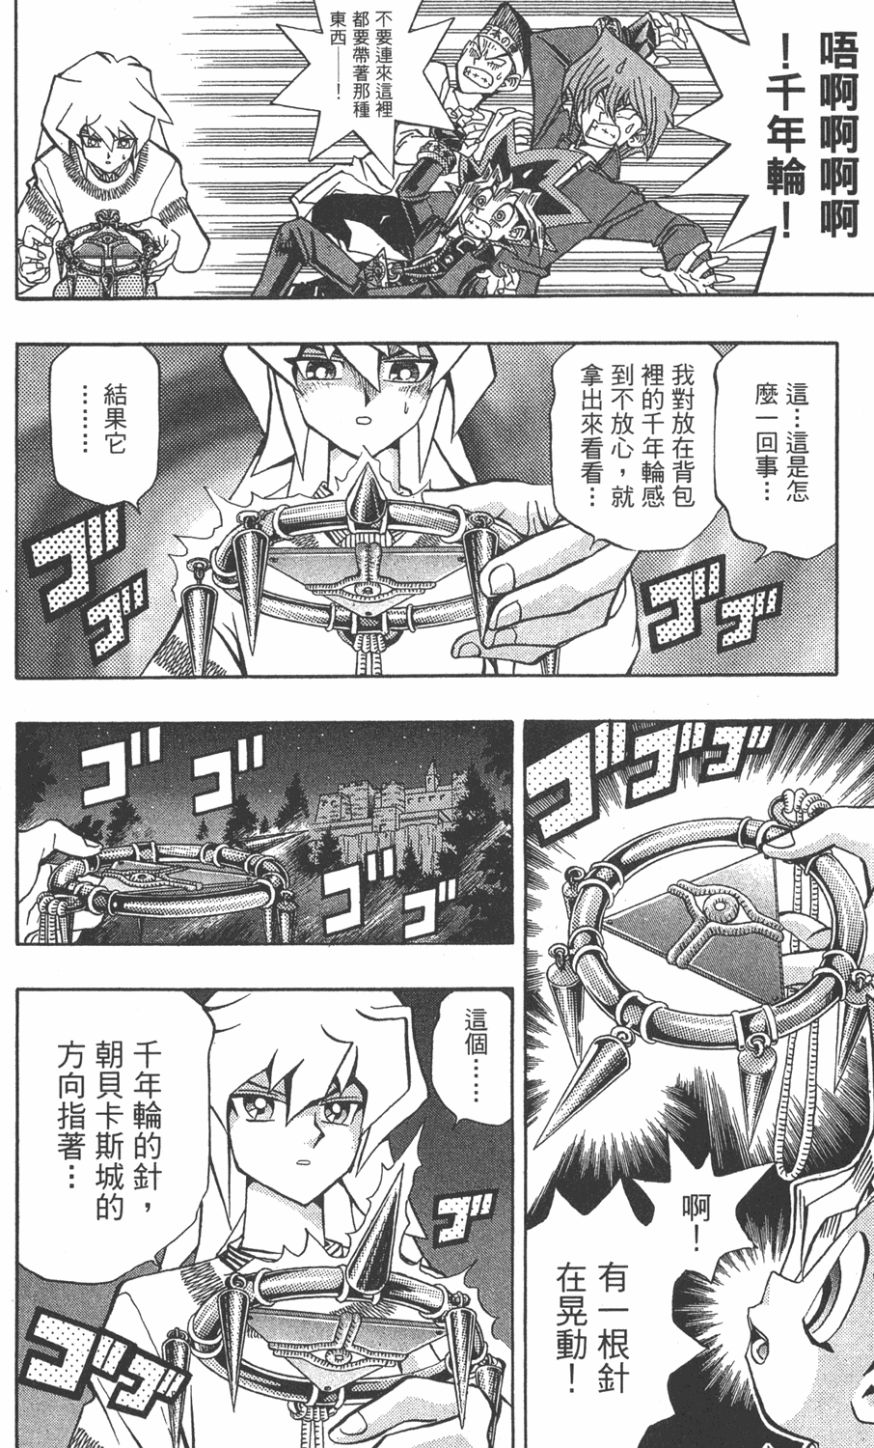 唔啊啊啊啊
！千年輪！
不要連來這裡
都要帶著那種
東西——！
日本の
這…這是怎
麼一回事…
我對放在背包
裡的千年輪感
到不放心，就
拿出來看看…
結果它
………
ゴゴ
ゴゴ
ゴゴゴ
啊！
有一根針
在晃動！
ゴゴ
ゴゴ
這個……
千年輪的針，
朝貝卡斯城的
方向指著…
ゴ
ゴゴ